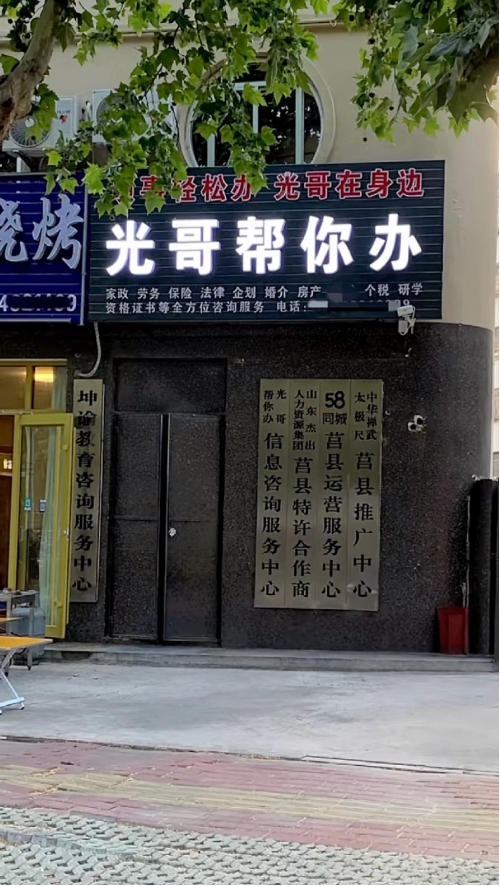 轻松办 光哥在身边
光哥帮你办
家政 劳务 保险 法律 企划 婚介 房产 个税 研学
资格证书等全方位咨询服务 电话:
烧烤
坤谕教育咨询服务中心
光哥帮你办 信息咨询服务中心
山东杰出人力资源集团 莒县特许合作商
58同城 莒县运营服务中心
中华禅武太极尺 莒县推广中心